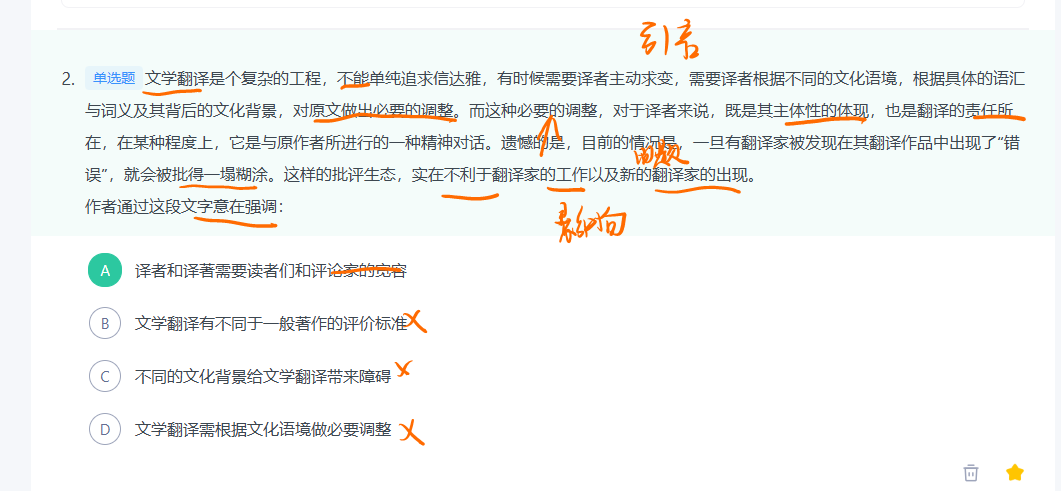 引言
2. 单选题 文学翻译是个复杂的工程，不能单纯追求信达雅，有时候需要译者主动求变，需要译者根据不同的文化语境，根据具体的语汇
与词义及其背后的文化背景，对原文做出必要的调整。而这种必要的调整，对于译者来说，既是其主体性的体现，也是翻译的责任所
在，在某种程度上，它是与原作者所进行的一种精神对话。遗憾的是，目前的情况是，一旦有翻译家被发现在其翻译作品中出现了“错
问题
误”，就会被批得一塌糊涂。这样的批评生态，实在不利于翻译家的工作以及新的翻译家的出现。
作者通过这段文字意在强调：
影响
A 译者和译著需要读者们和评论家的宽容
B 文学翻译有不同于一般著作的评价标准
C 不同的文化背景给文学翻译带来障碍
D 文学翻译需根据文化语境做必要调整